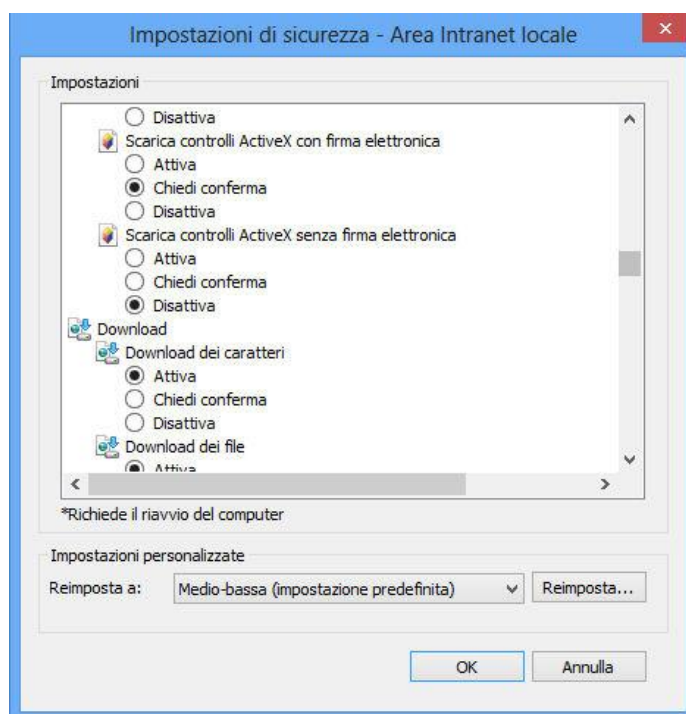 Impostazioni di sicurezza - Area Intranet locale
Impostazioni
Disattiva
Scarica controlli ActiveX con firma elettronica
Attiva
Chiedi conferma
Disattiva
Scarica controlli ActiveX senza firma elettronica
Attiva
Chiedi conferma
Disattiva
Download
Download dei caratteri
Attiva
Chiedi conferma
Disattiva
Download dei file
Attiva
*Richiede il riavvio del computer
Impostazioni personalizzate
Reimposta a: Medio-bassa (impostazione predefinita) Reimposta...
OK Annulla